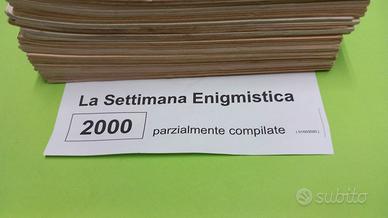 La Settimana Enigmistica
2000 parzialmente compilate
subito